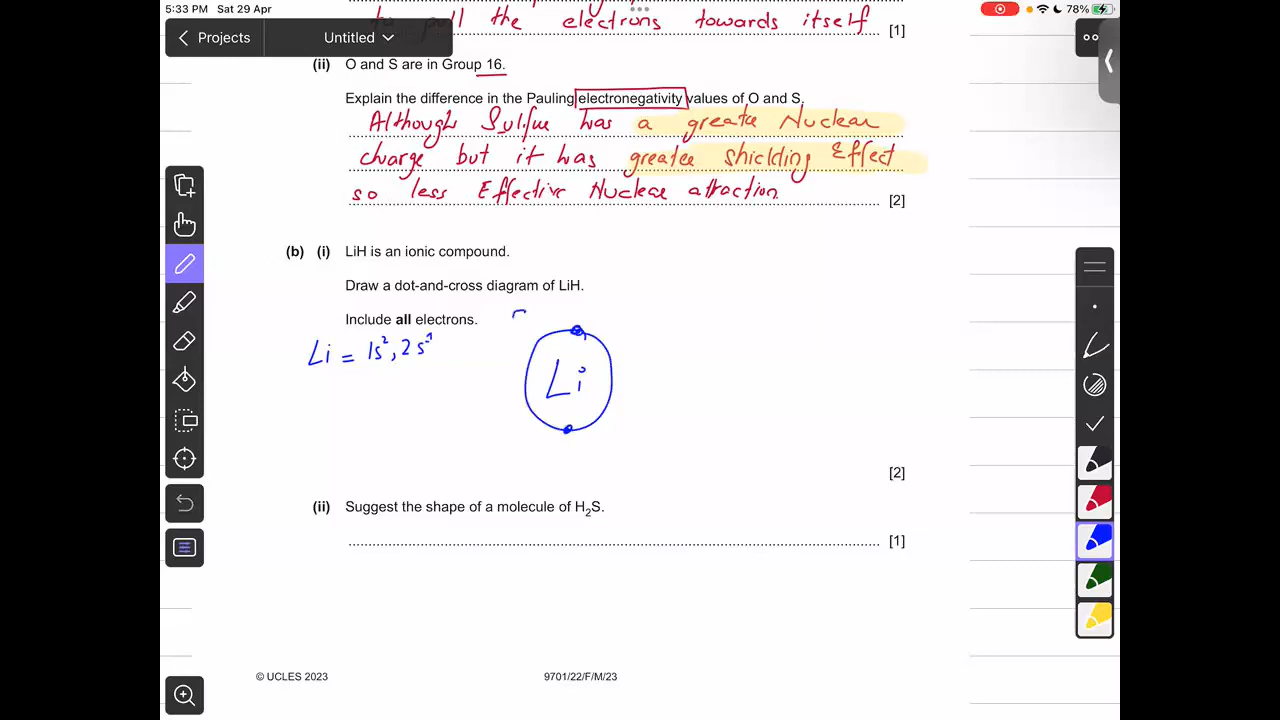 5:33 PM Sat 29 Apr
78%
Projects
Untitled
the electrons towards itself
[1]
(ii) O and S are in Group 16.
Explain the difference in the Pauling electronegativity values of O and S.
Although Sulfur has a greater Nuclear
charge but it has greater shielding Effect
so less Effective Nuclear attraction
[2]
(b) (i) LiH is an ionic compound.
Draw a dot-and-cross diagram of LiH.
Include all electrons.
Li = 1s², 2s¹
Li
[2]
(ii) Suggest the shape of a molecule of H₂S.
[1]
© UCLES 2023
9701/22/F/M/23